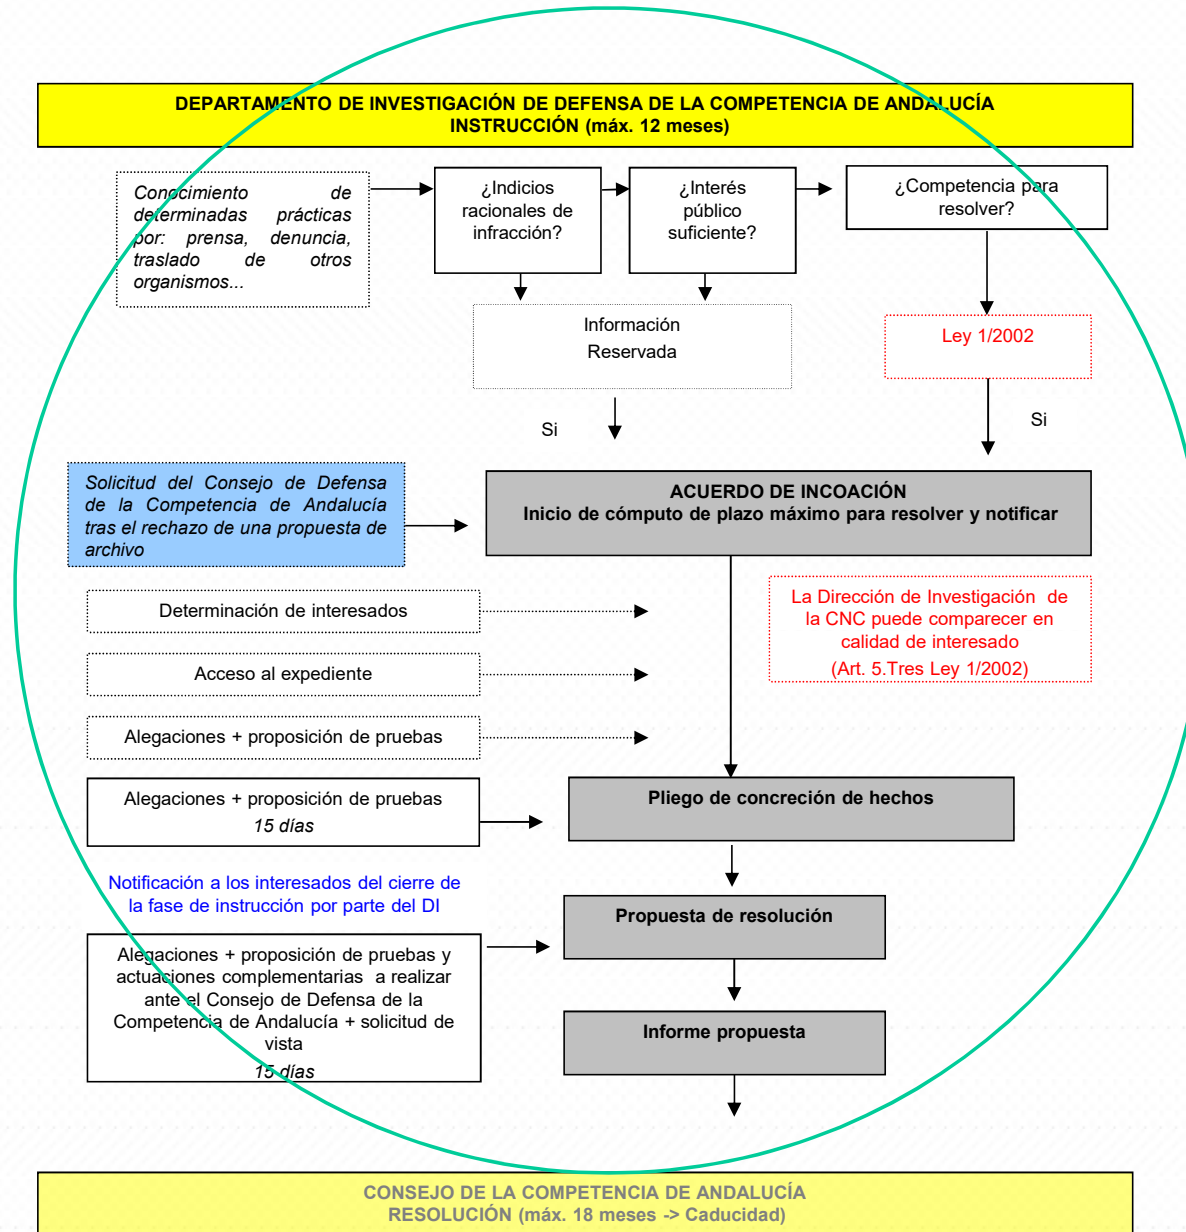 DEPARTAMENTO DE INVESTIGACIÓN DE DEFENSA DE LA COMPETENCIA DE ANDALUCÍA
INSTRUCCIÓN (máx. 12 meses)
Conocimiento de
determinadas prácticas
por: prensa, denuncia,
traslado de otros
organismos...
¿Indicios
racionales de
infracción?
¿Interés
público
suficiente?
¿Competencia para
resolver?
Información
Reservada
Ley 1/2002
Si
Si
Solicitud del Consejo de Defensa
de la Competencia de Andalucía
tras el rechazo de una propuesta de
archivo
ACUERDO DE INCOACIÓN
Inicio de cómputo de plazo máximo para resolver y notificar
Determinación de interesados
La Dirección de Investigación de
la CNC puede comparecer en
calidad de interesado
(Art. 5.Tres Ley 1/2002)
Acceso al expediente
Alegaciones + proposición de pruebas
Alegaciones + proposición de pruebas
15 días
Pliego de concreción de hechos
Notificación a los interesados del cierre de
la fase de instrucción por parte del DI
Propuesta de resolución
Alegaciones + proposición de pruebas y
actuaciones complementarias a realizar
ante el Consejo de Defensa de la
Competencia de Andalucía + solicitud de
vista
15 días
Informe propuesta
CONSEJO DE LA COMPETENCIA DE ANDALUCÍA
RESOLUCIÓN (máx. 18 meses -> Caducidad)